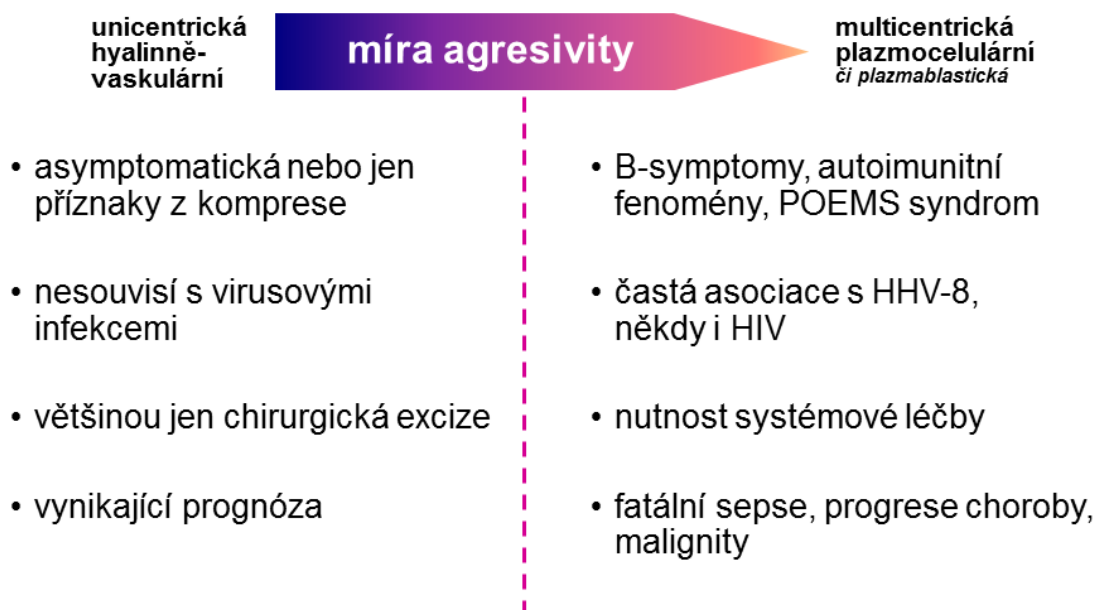 unicentrická
hyalinně-
vaskulární
míra agresivity
multicentrická
plazmocelulární
či plazmablastická
• asymptomatická nebo jen
příznaky z komprese
• nesouvisí s virusovými
infekcemi
• většinou jen chirurgická excize
• vynikající prognóza
• B-symptomy, autoimunitní
fenomény, POEMS syndrom
• častá asociace s HHV-8,
někdy i HIV
• nutnost systémové léčby
• fatální sepse, progrese choroby,
malignity